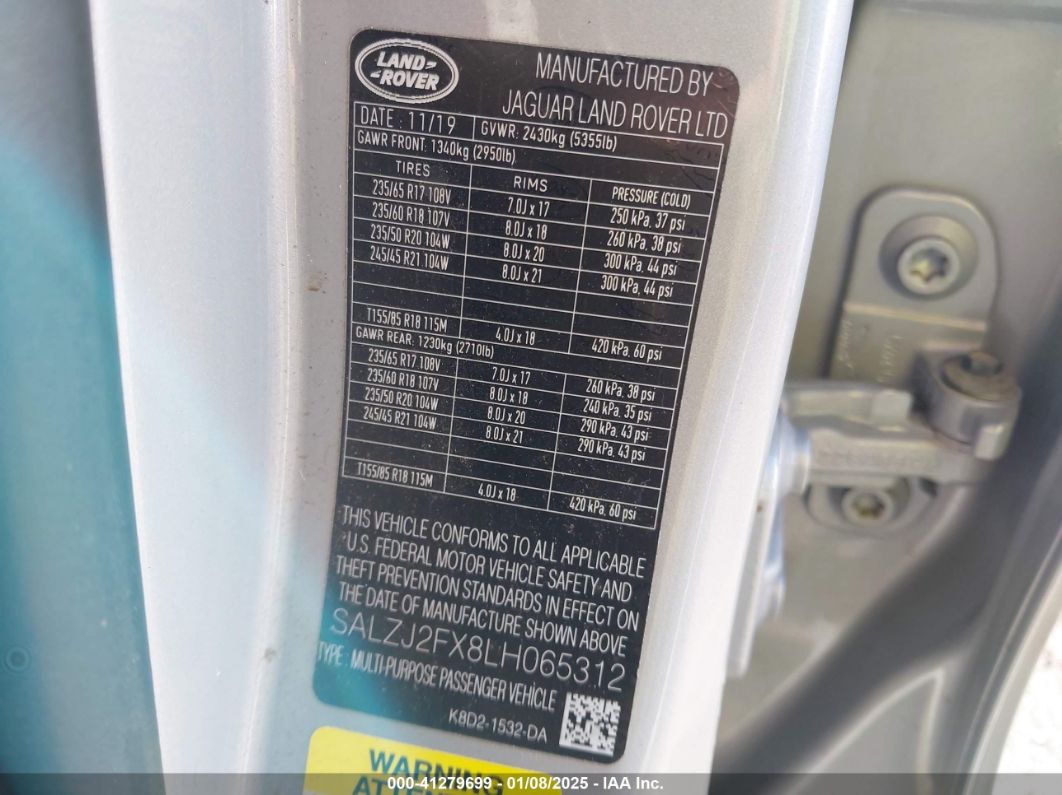 LAND-
-ROVER
MANUFACTURED BY
JAGUAR LAND ROVER LTD
DATE : 11/19 GVWR: 2430kg (5355lb)
GAWR FRONT: 1340kg (2950lb)
TIRES RIMS PRESSURE (COLD)
235/65 R17 108V 7.0J x 17 250 kPa. 37 psi
235/60 R18 107V 8.0J x 18 260 kPa. 38 psi
235/50 R20 104W 8.0J x 20 300 kPa. 44 psi
245/45 R21 104W 8.0J x 21 300 kPa. 44 psi
T155/85 R18 115M 4.0J x 18 420 kPa. 60 psi
GAWR REAR: 1230kg (2710lb)
235/65 R17 108V 7.0J x 17 260 kPa. 38 psi
235/60 R18 107V 8.0J x 18 240 kPa. 35 psi
235/50 R20 104W 8.0J x 20 290 kPa. 43 psi
245/45 R21 104W 8.0J x 21 290 kPa. 43 psi
T155/85 R18 115M 4.0J x 18 420 kPa. 60 psi
THIS VEHICLE CONFORMS TO ALL APPLICABLE
U.S. FEDERAL MOTOR VEHICLE SAFETY AND
THEFT PREVENTION STANDARDS IN EFFECT ON
THE DATE OF MANUFACTURE SHOWN ABOVE
SALZJ2FX8LH065312
TYPE: MULTI-PURPOSE PASSENGER VEHICLE
K8D2-1532-DA
WARNING
000-41279699 - 01/08/2025 - IAA Inc.